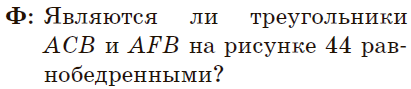 Ф: Являются ли треугольники
ACB и AFB на рисунке 44 рав-
нобедренными?